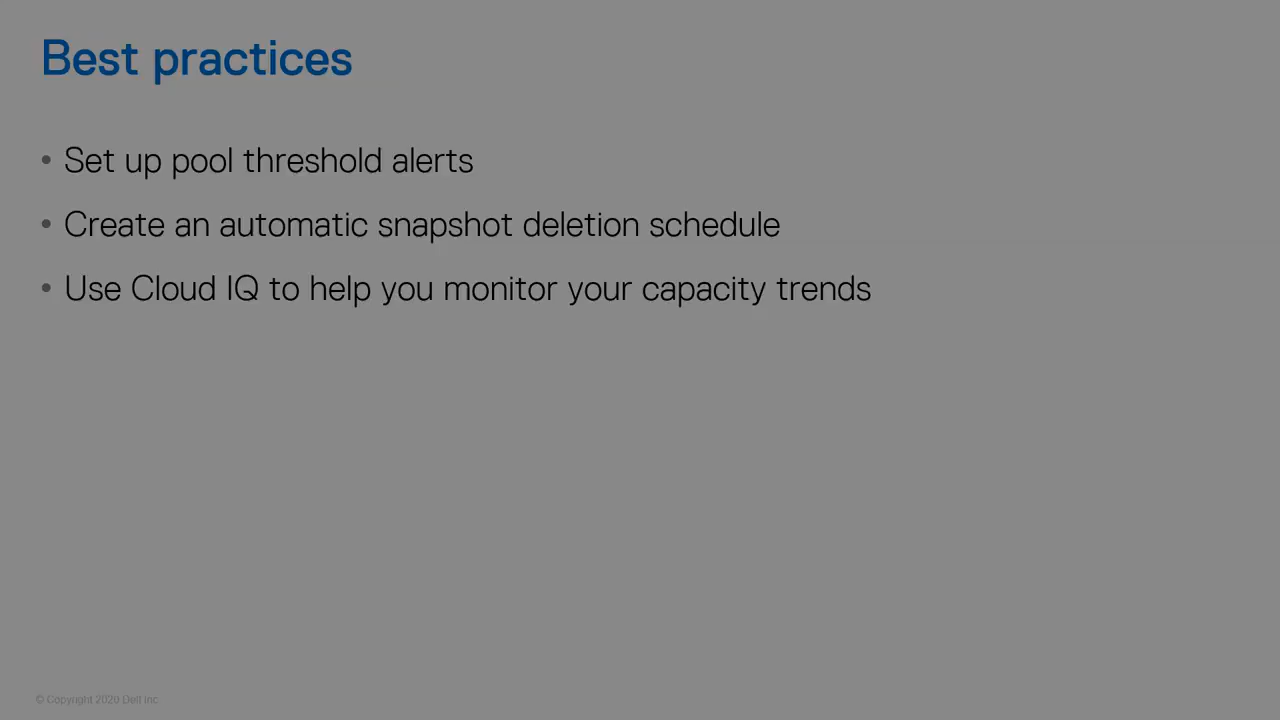 Best practices
• Set up pool threshold alerts
• Create an automatic snapshot deletion schedule
• Use Cloud IQ to help you monitor your capacity trends
© Copyright 2020 Dell Inc